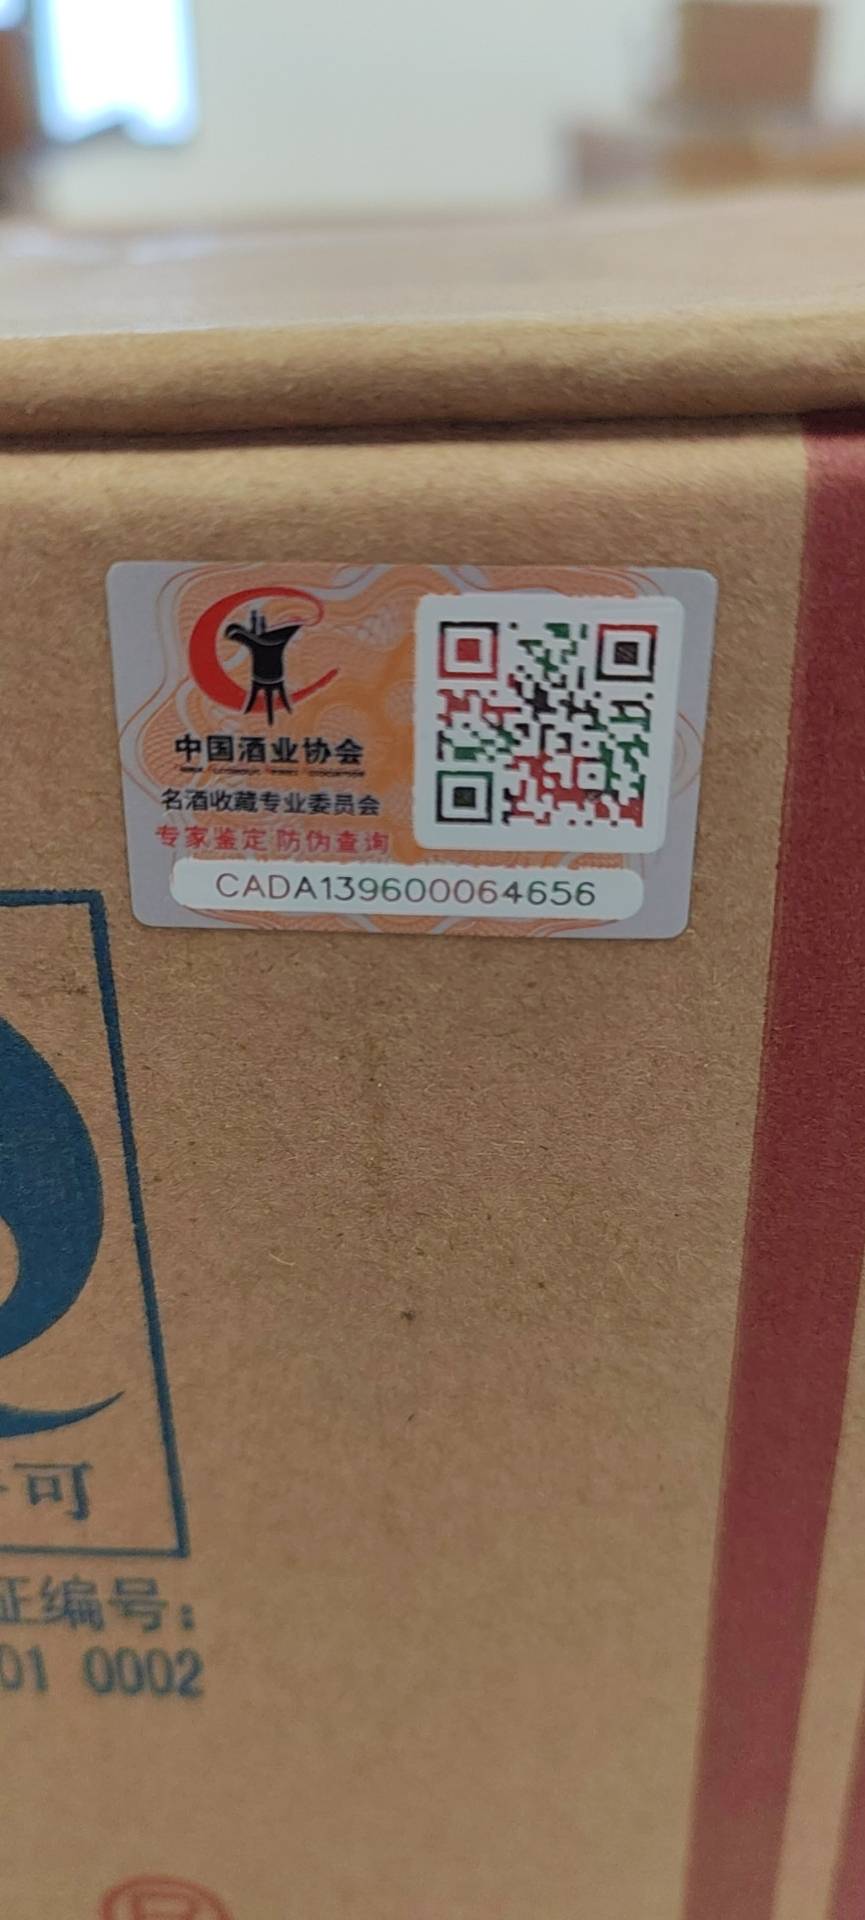 中国酒业协会
名酒收藏专业委员会
专家鉴定 防伪查询
CADA139600064656
可
证编号：
01 0002